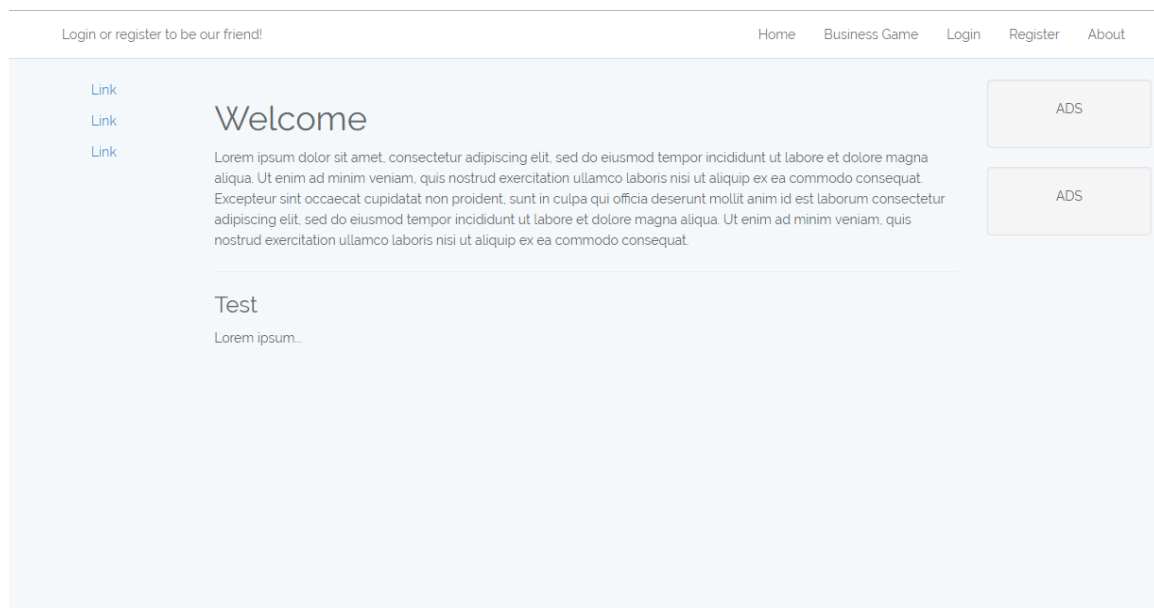 Login or register to be our friend!
Home Business Game Login Register About
Link
Link
Link
Welcome
Lorem ipsum dolor sit amet, consectetur adipiscing elit, sed do eiusmod tempor incididunt ut labore et dolore magna
aliqua. Ut enim ad minim veniam, quis nostrud exercitation ullamco laboris nisi ut aliquip ex ea commodo consequat.
Excepteur sint occaecat cupidatat non proident, sunt in culpa qui officia deserunt mollit anim id est laborum consectetur
adipiscing elit, sed do eiusmod tempor incididunt ut labore et dolore magna aliqua. Ut enim ad minim veniam, quis
nostrud exercitation ullamco laboris nisi ut aliquip ex ea commodo consequat.
Test
Lorem ipsum...
ADS
ADS